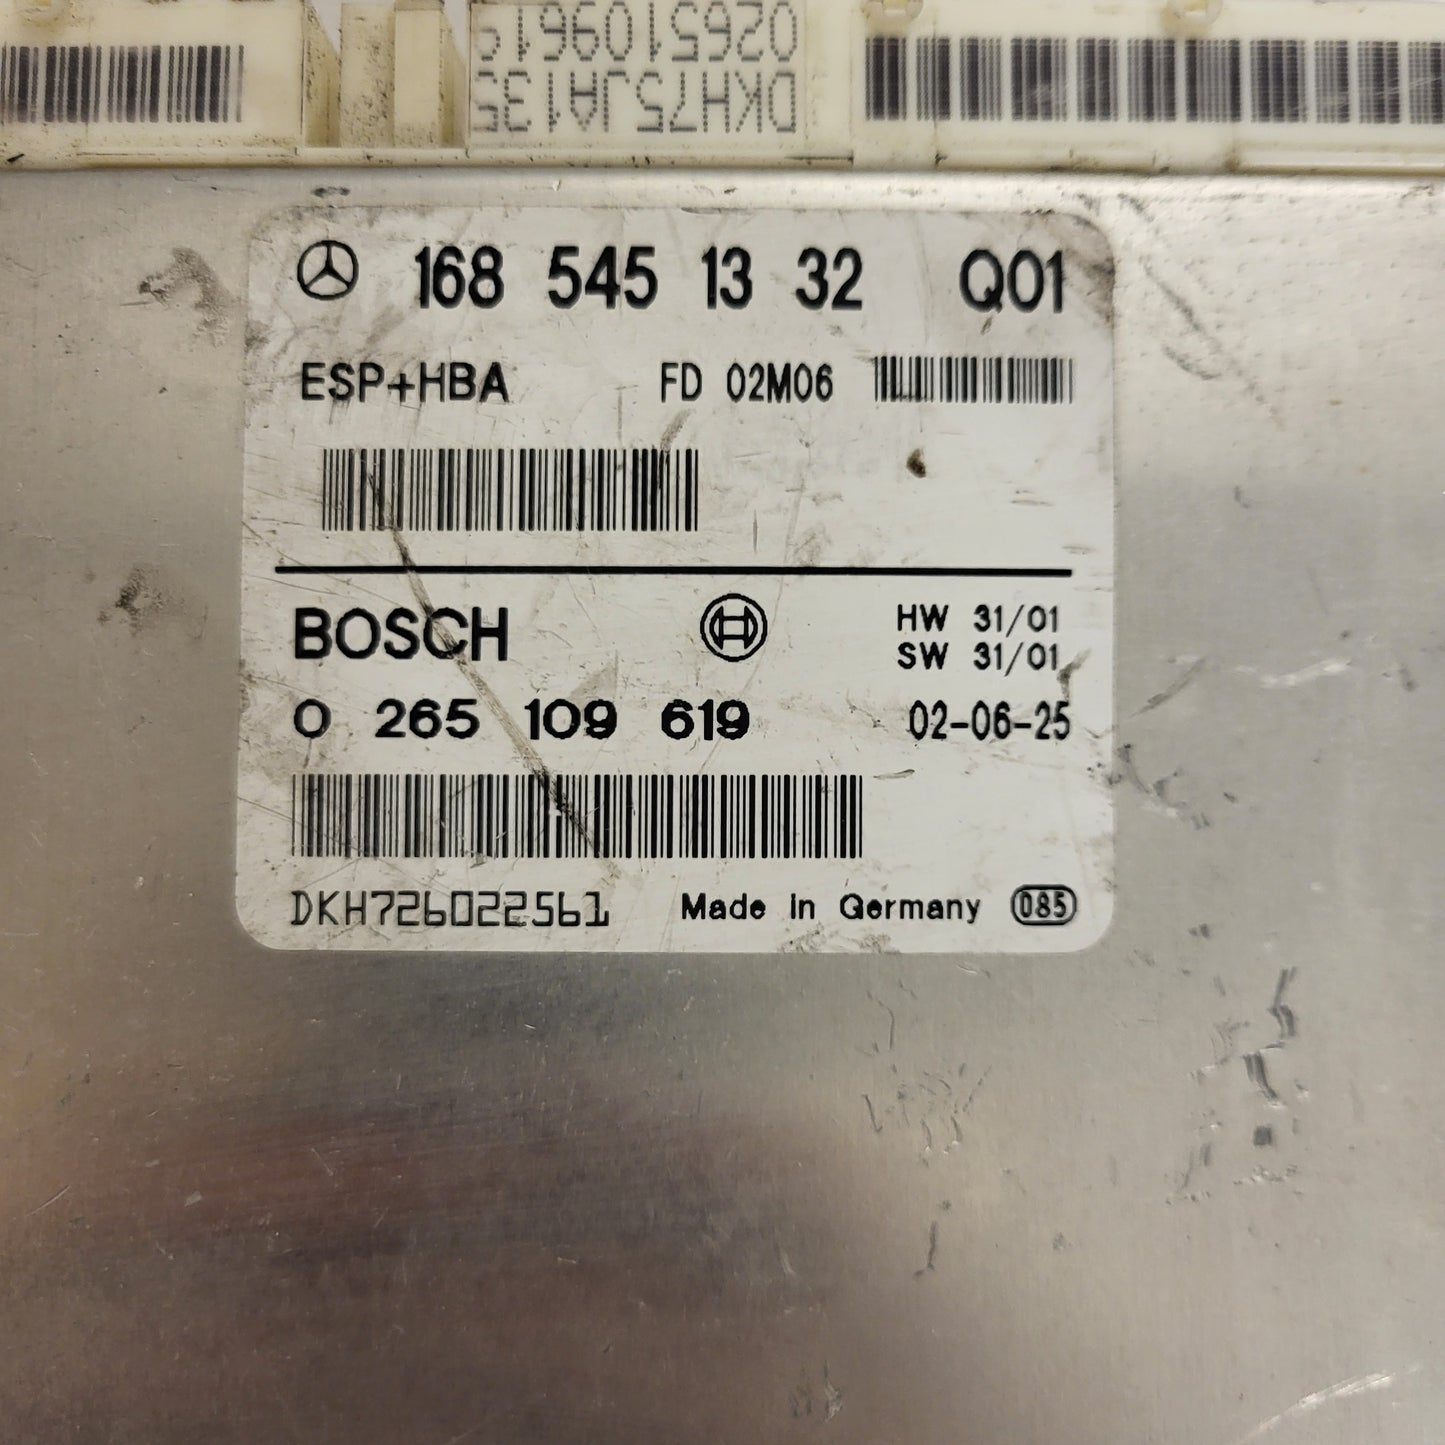 026510961
DKH75JA135
168 545 13 32 Q01
ESP+HBA FD 02M06
BOSCH
HW 31/01
SW 31/01
0 265 109 619 02-06-25
DKH726022561 Made in Germany 085